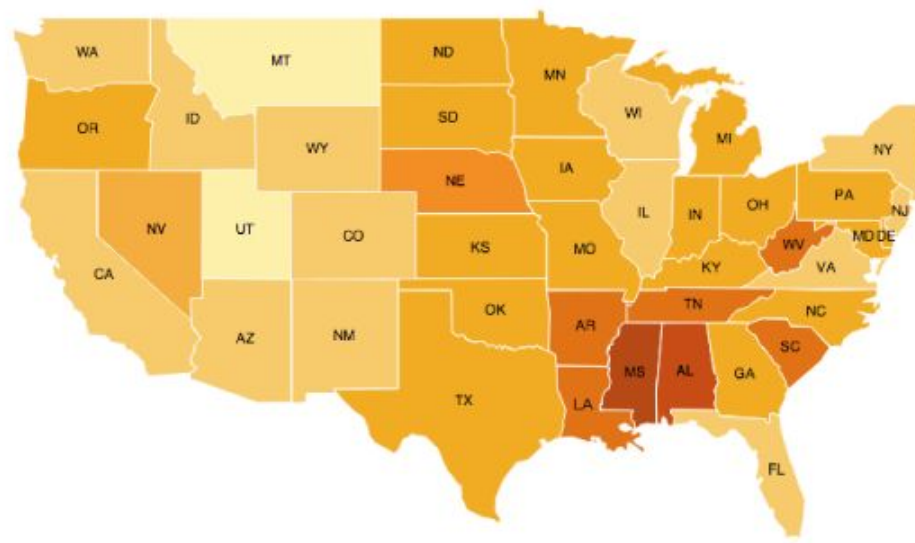 WA
MT
ND
MN
OR
ID
SD
WI
MI
NY
WY
NE
IA
PA
NJ
NV
UT
CO
IL
IN
OH
MD
DE
KS
MO
WV
VA
CA
KY
AZ
NM
OK
AR
TN
NC
TX
LA
MS
AL
GA
SC
FL